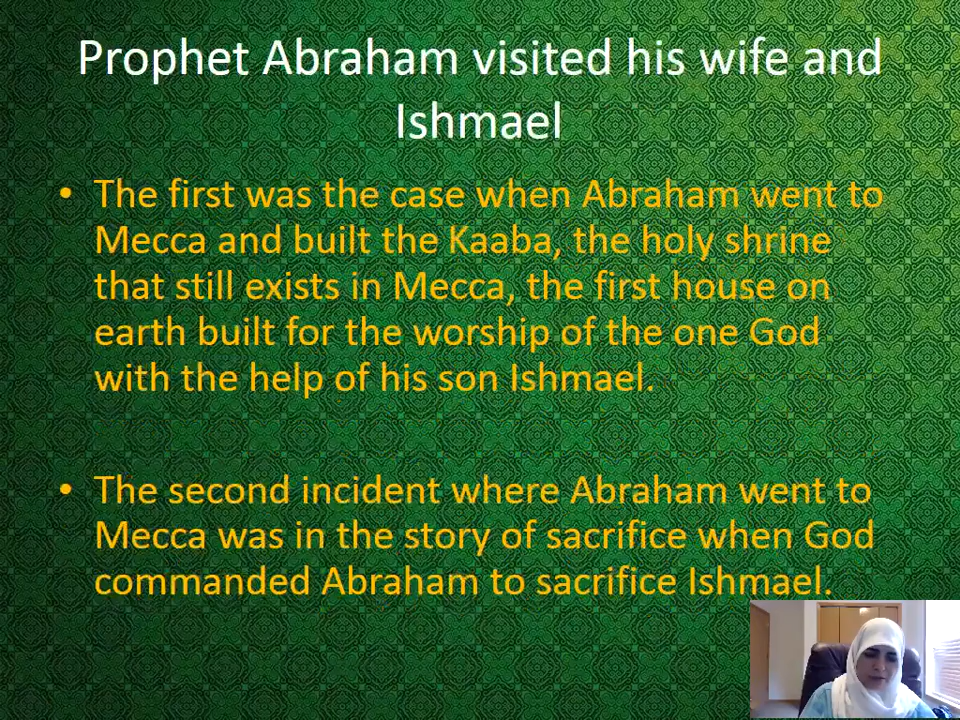 Prophet Abraham visited his wife and
Ishmael
• The first was the case when Abraham went to
Mecca and built the Kaaba, the holy shrine
that still exists in Mecca, the first house on
earth built for the worship of the one God
with the help of his son Ishmael.
• The second incident where Abraham went to
Mecca was in the story of sacrifice when God
commanded Abraham to sacrifice Ishmael.